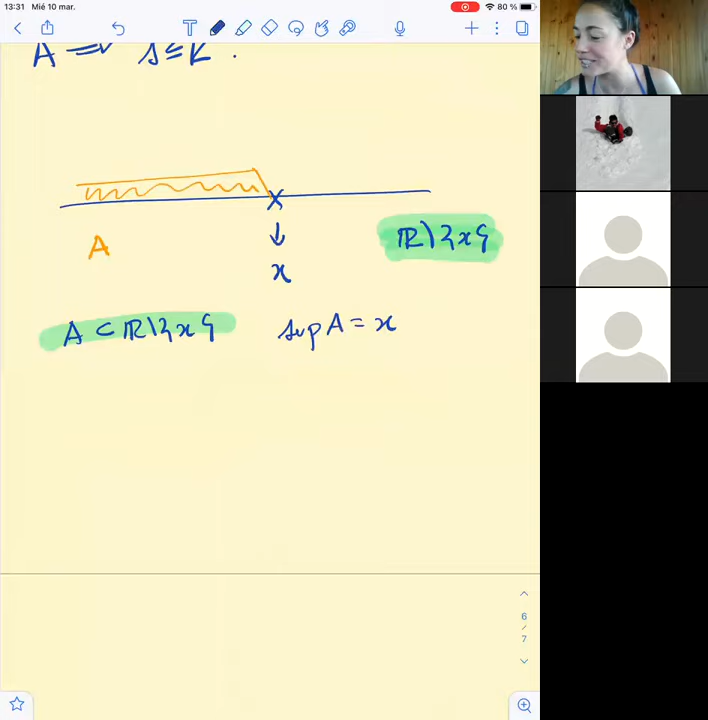 13:31 Mié 10 mar.
80 %
T
A ⟹ s ≤ K .
A
x
ℝ\{x}
A ⊂ ℝ\{x}
sup A = x
6
/
7